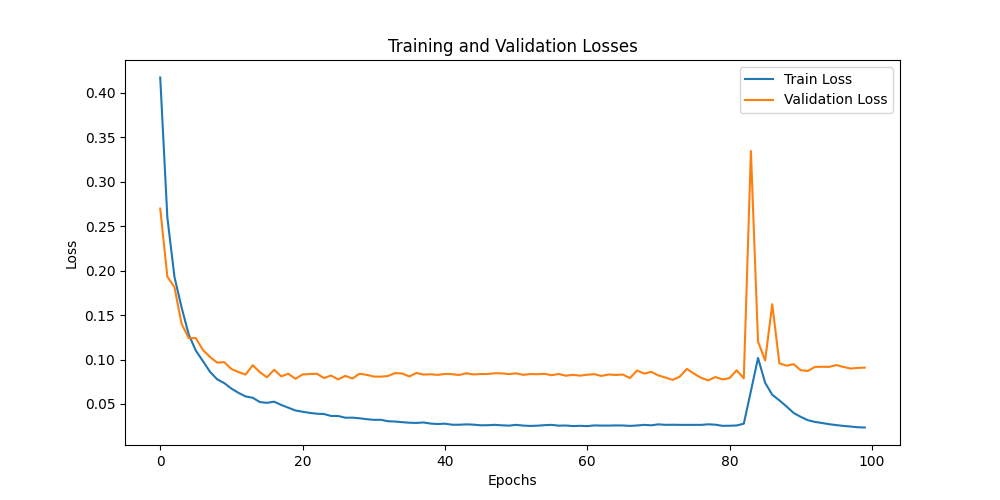 Training and Validation Losses
Train Loss
Validation Loss
0.40
0.35
0.30
0.25
0.20
0.15
0.10
0.05
Loss
0 20 40 60 80 100
Epochs